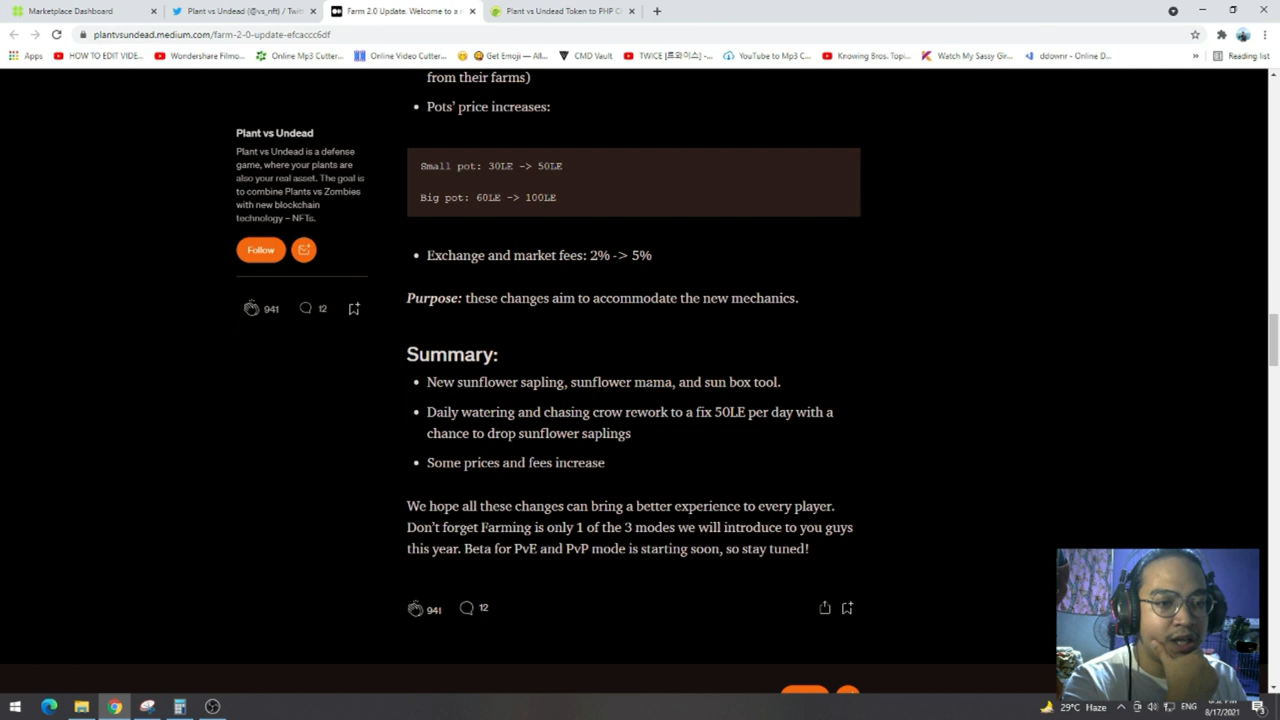 Marketplace Dashboard
Plant vs Undead (@vs_nft) / Twit
Farm 2.0 Update. Welcome to a
Plant vs Undead Token to PHP C
plantvsundead.medium.com/farm-2-0-update-efcaccc6df
Apps
HOW TO EDIT VIDE...
Wondershare Filmo...
Online Mp3 Cutter...
Online Video Cutter...
Get Emoji — All...
CMD Vault
TWICE [트와이스] -...
YouTube to Mp3 C...
Knowing Bros. Topi...
Watch My Sassy Gir...
ddownr - Online D...
»
Reading list
from their farms)
• Pots' price increases:
Plant vs Undead
Plant vs Undead is a defense
game, where your plants are
also your real asset. The goal is
to combine Plants vs Zombies
with new blockchain
technology – NFTs.
Follow
941
12
Small pot: 30LE -> 50LE
Big pot: 60LE -> 100LE
• Exchange and market fees: 2% -> 5%
Purpose: these changes aim to accommodate the new mechanics.
Summary:
• New sunflower sapling, sunflower mama, and sun box tool.
• Daily watering and chasing crow rework to a fix 50LE per day with a
chance to drop sunflower saplings
• Some prices and fees increase
We hope all these changes can bring a better experience to every player.
Don't forget Farming is only 1 of the 3 modes we will introduce to you guys
this year. Beta for PvE and PvP mode is starting soon, so stay tuned!
941
12
29°C Haze
ENG
8/17/2021
3